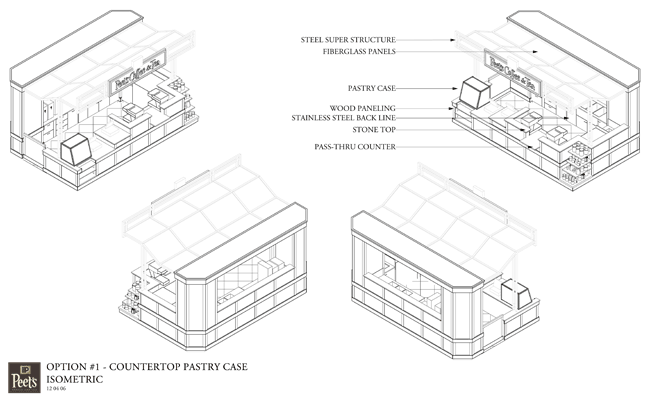 Peet's Coffee & Tea
STEEL SUPER STRUCTURE
FIBERGLASS PANELS
Peet's Coffee & Tea
PASTRY CASE
WOOD PANELING
STAINLESS STEEL BACK LINE
STONE TOP
PASS-THRU COUNTER
Peet's
OPTION #1 - COUNTERTOP PASTRY CASE
ISOMETRIC
12 04 06